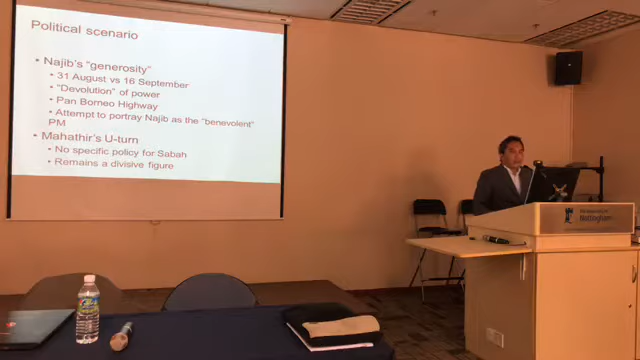 Political scenario
• Najib's "generosity"
• 31 August vs 16 September
• "Devolution" of power
• Pan Borneo Highway
• Attempt to portray Najib as the "benevolent"
PM
• Mahathir's U-turn
• No specific policy for Sabah
• Remains a divisive figure
Nottingham